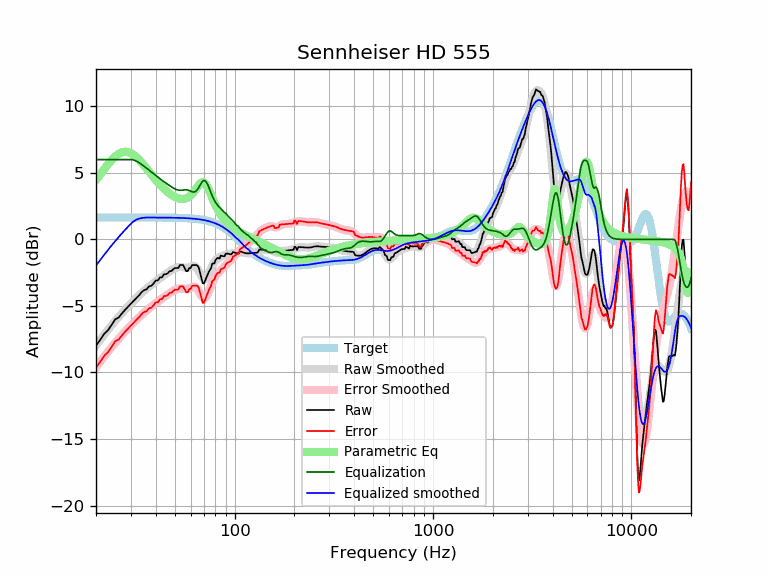 Sennheiser HD 555
Amplitude (dBr)
10
5
0
−5
−10
−15
−20
Target
Raw Smoothed
Error Smoothed
Raw
Error
Parametric Eq
Equalization
Equalized smoothed
100
1000
10000
Frequency (Hz)